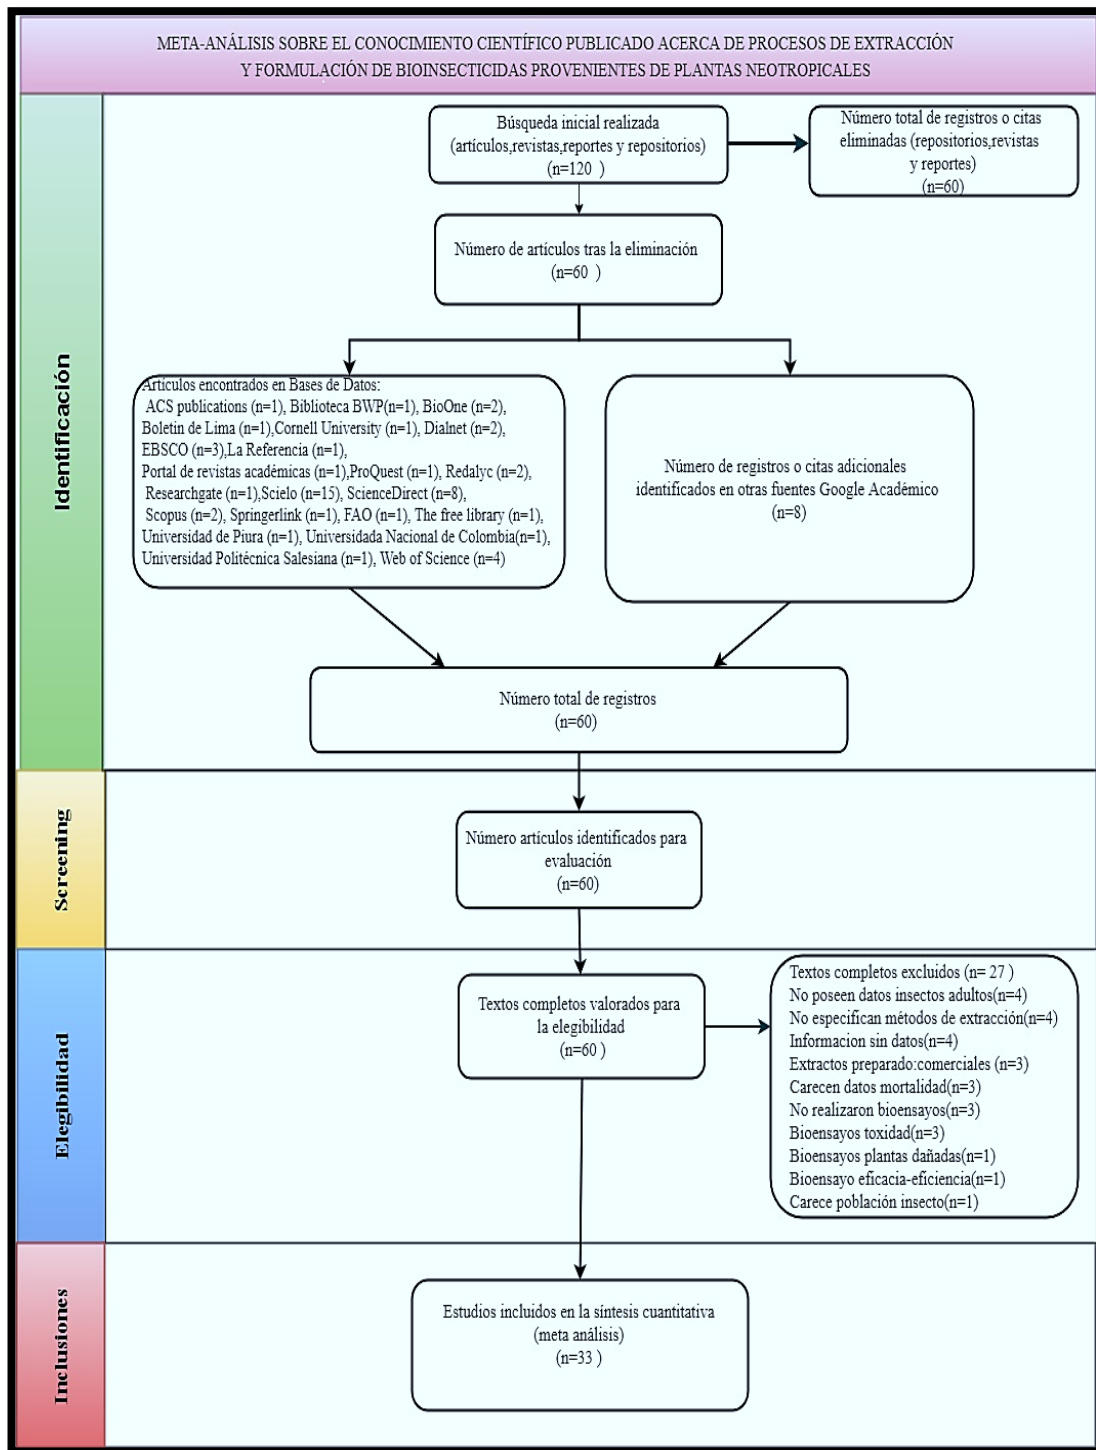 META-ANÁLISIS SOBRE EL CONOCIMIENTO CIENTÍFICO PUBLICADO ACERCA DE PROCESOS DE EXTRACCIÓN
Y FORMULACIÓN DE BIOINSECTICIDAS PROVENIENTES DE PLANTAS NEOTROPICALES
Identificación
Búsqueda inicial realizada
(artículos,revistas,reportes y repositorios)
(n=120 )
Número total de registros o citas
eliminadas (repositorios,revistas
y reportes)
(n=60)
Número de artículos tras la eliminación
(n=60 )
Artículos encontrados en Bases de Datos:
ACS publications (n=1), Biblioteca BWP(n=1), BioOne (n=2),
Boletin de Lima (n=1),Cornell University (n=1), Dialnet (n=2),
EBSCO (n=3),La Referencia (n=1),
Portal de revistas académicas (n=1),ProQuest (n=1), Redalyc (n=2),
Researchgate (n=1),Scielo (n=15), ScienceDirect (n=8),
Scopus (n=2), Springerlink (n=1), FAO (n=1), The free library (n=1),
Universidad de Piura (n=1), Universidada Nacional de Colombia(n=1),
Universidad Politécnica Salesiana (n=1), Web of Science (n=4)
Número de registros o citas adicionales
identificados en otras fuentes Google Académico
(n=8)
Número total de registros
(n=60)
Screening
Número artículos identificados para
evaluación
(n=60)
Elegibilidad
Textos completos valorados para
la elegibilidad
(n=60 )
Textos completos excluidos (n= 27 )
No poseen datos insectos adultos(n=4)
No especifican métodos de extracción(n=4)
Informacion sin datos(n=4)
Extractos preparado:comerciales (n=3)
Carecen datos mortalidad(n=3)
No realizaron bioensayos(n=3)
Bioensayos toxidad(n=3)
Bioensayos plantas dañadas(n=1)
Bioensayo eficacia-eficiencia(n=1)
Carece población insecto(n=1)
Inclusiones
Estudios incluidos en la síntesis cuantitativa
(meta análisis)
(n=33 )